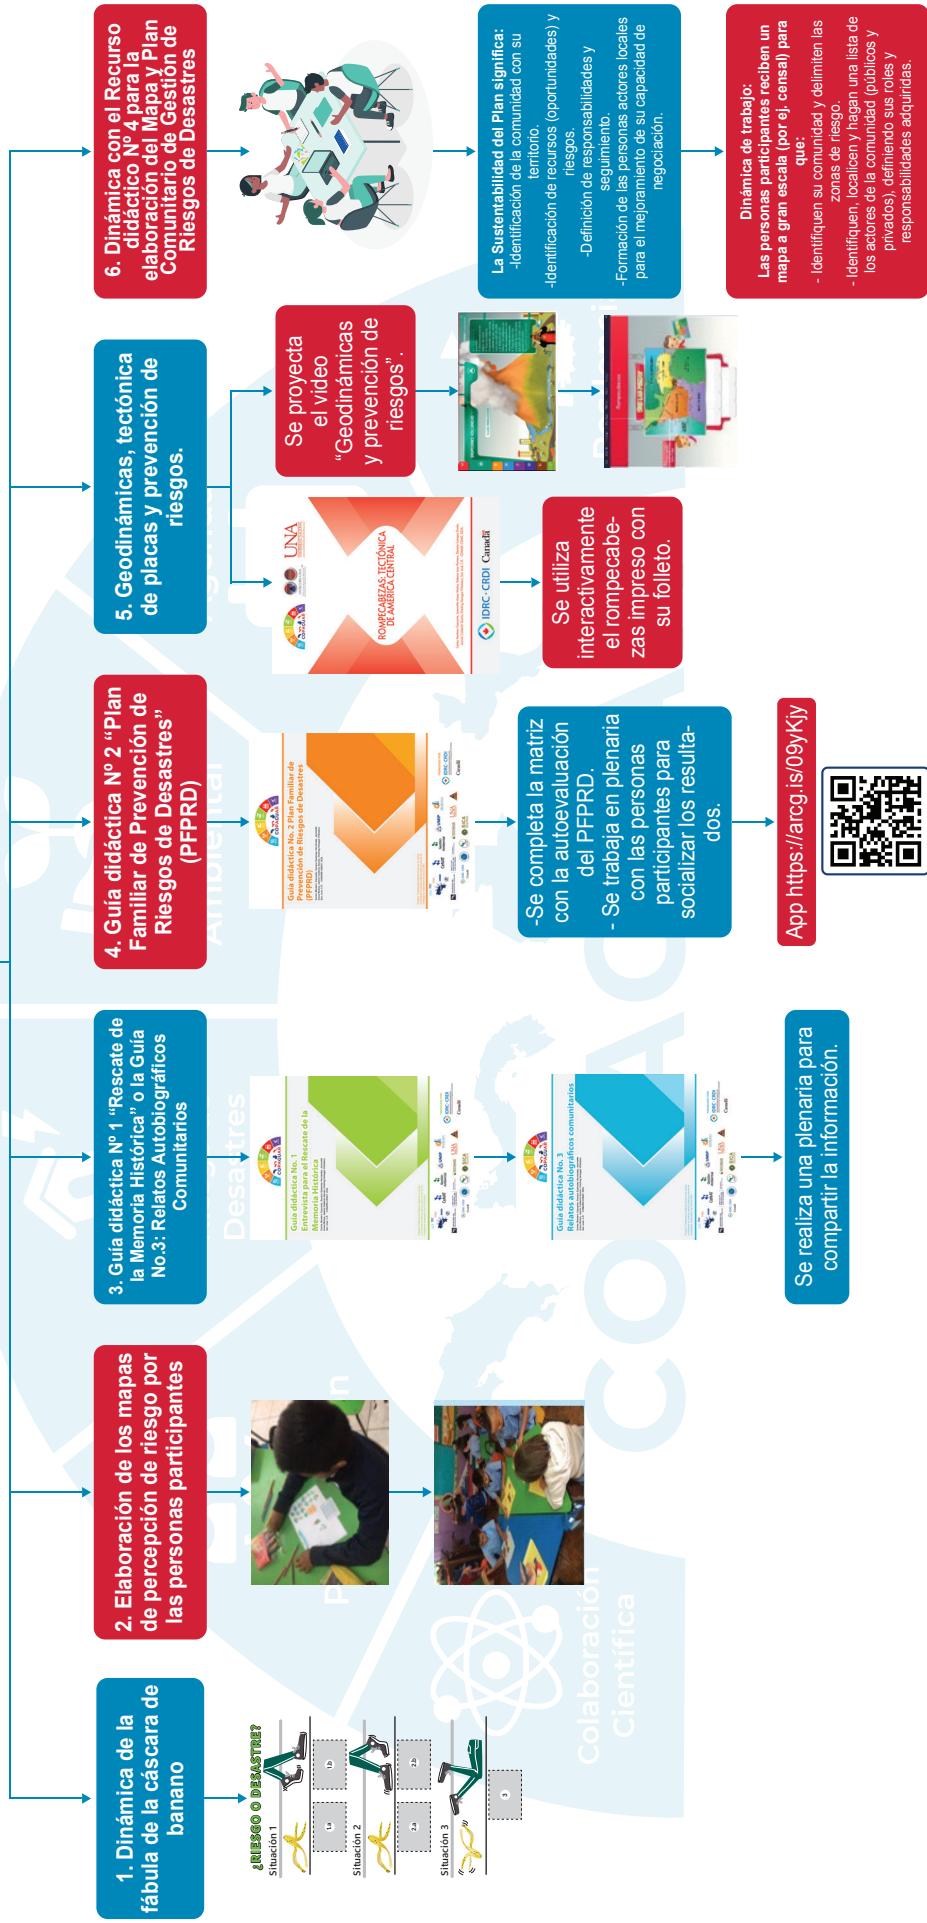 1. Dinámica de la
fábula de la cáscara de
banano
¿RIESGO O DESASTRE?
Situación 1
1.a
1.b
Situación 2
2.a
2.b
Situación 3
3
2. Elaboración de los mapas
de percepción de riesgo por
las personas participantes
3. Guía didáctica Nº 1 “Rescate de
la Memoria Histórica” o la Guía
No.3: Relatos Autobiográficos
Comunitarios
Guía didáctica No. 1
Entrevista para el Rescate de la
Memoria Histórica
Guía didáctica No. 3
Relatos autobiográficos comunitarios
Se realiza una plenaria para
compartir la información.
4. Guía didáctica Nº 2 “Plan
Familiar de Prevención de
Riesgos de Desastres”
(PFPRD)
Guía didáctica No. 2 Plan Familiar de
Prevención de Riesgos de Desastres
(PFPRD)
-Se completa la matriz
con la autoevaluación
del PFPRD.
- Se trabaja en plenaria
con las personas
participantes para
socializar los resulta-
dos.
App https://arcg.is/09yKjy
5. Geodinámicas, tectónica
de placas y prevención de
riesgos.
UNA
ROMPECABEZAS: TECTÓNICA
DE AMÉRICA CENTRAL
IDRC · CRDI Canadá
Se utiliza
interactivamente
el rompecabe-
zas impreso con
su folleto.
Se proyecta
el video
“Geodinámicas
y prevención de
riesgos”.
6. Dinámica con el Recurso
didáctico Nº 4 para la
elaboración del Mapa y Plan
Comunitario de Gestión de
Riesgos de Desastres
La Sustentabilidad del Plan significa:
-Identificación de la comunidad con su
territorio.
-Identificación de recursos (oportunidades) y
riesgos.
-Definición de responsabilidades y
seguimiento.
-Formación de las personas actores locales
para el mejoramiento de su capacidad de
negociación.
Dinámica de trabajo:
Las personas participantes reciben un
mapa a gran escala (por ej. censal) para
que:
- Identifiquen su comunidad y delimiten las
zonas de riesgo.
- Identifiquen, localicen y hagan una lista de
los actores de la comunidad (públicos y
privados), definiendo sus roles y
responsabilidades adquiridas.
Colaboración
Científica
Desastres
Ambiental